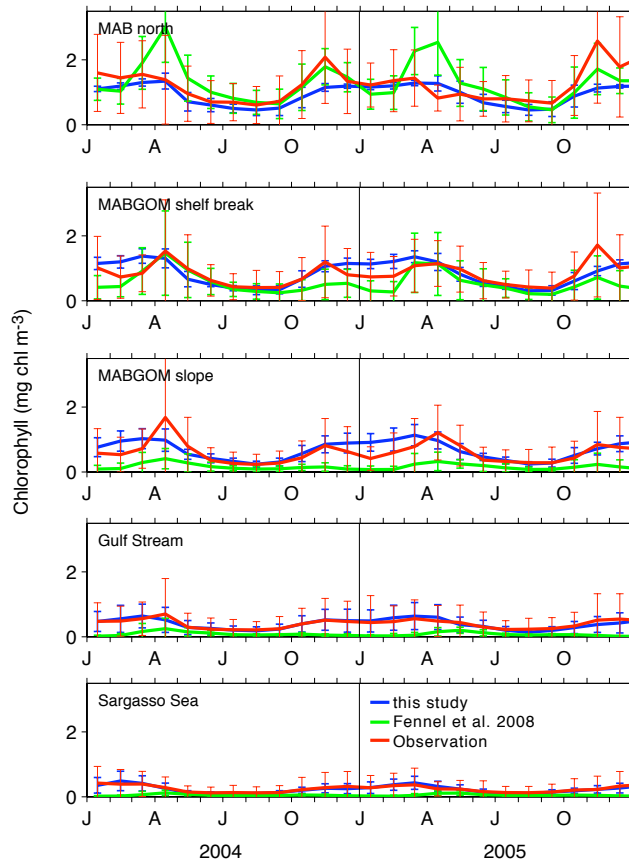 MAB north
2
0
J A J O J A J O
MABGOM shelf break
2
0
J A J O J A J O
MABGOM slope
2
0
J A J O J A J O
Chlorophyll (mg chl m-3)
Gulf Stream
2
0
J A J O J A J O
Sargasso Sea
this study
Fennel et al. 2008
Observation
2
0
J A J O J A J O
2004 2005